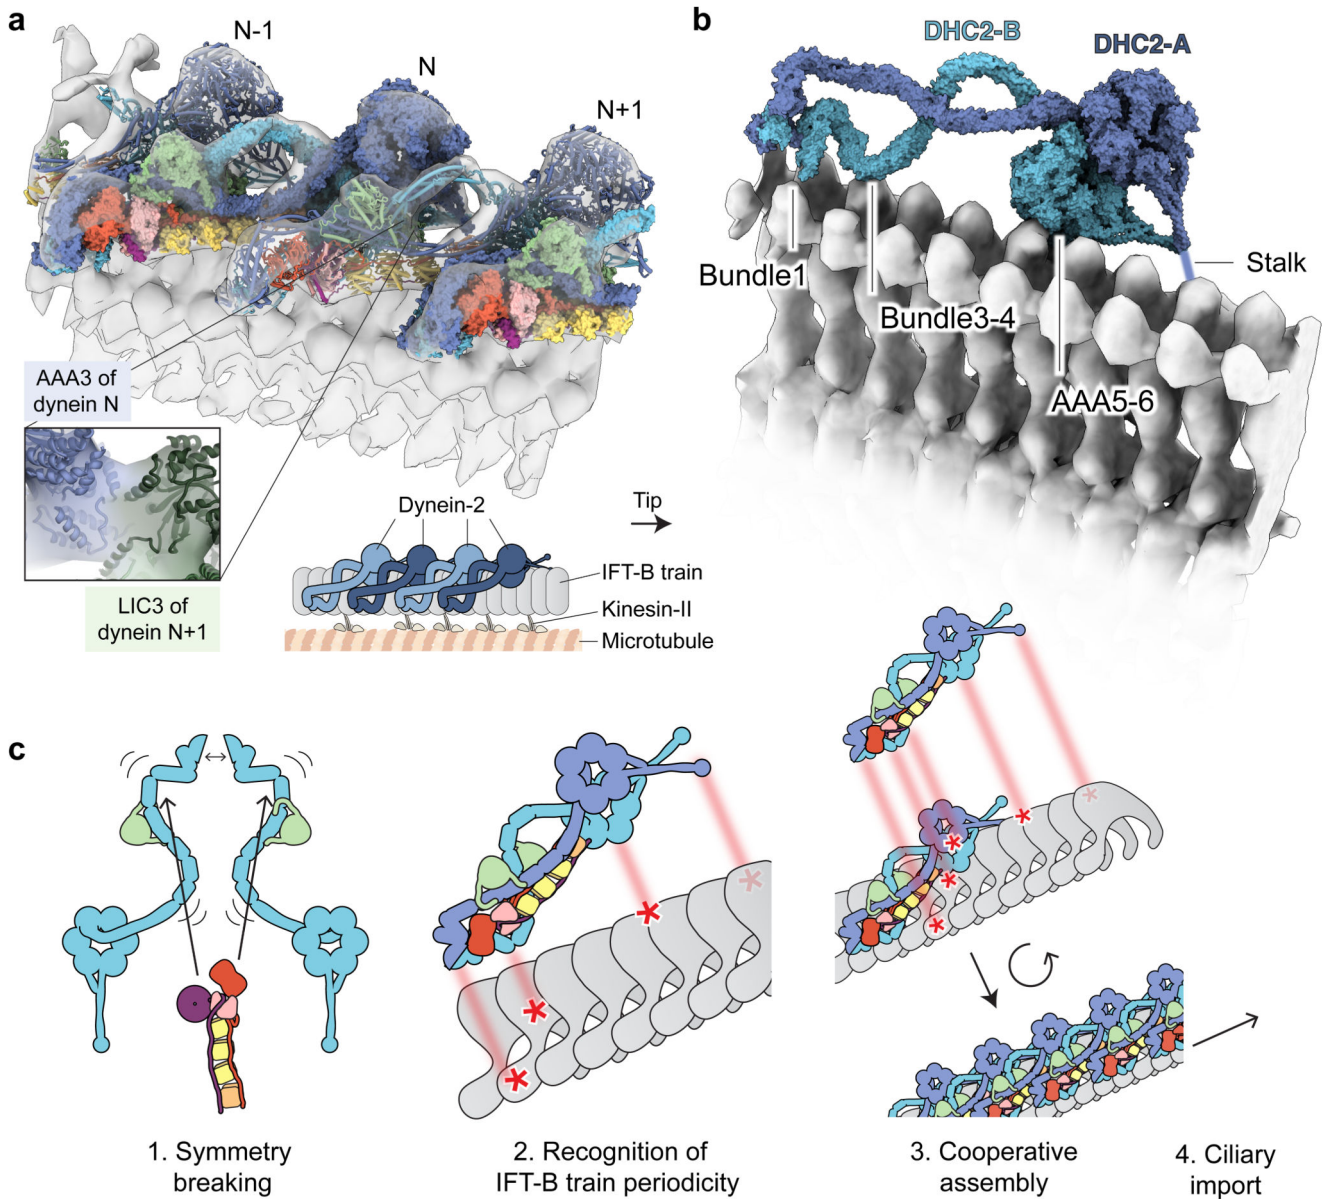 a
N-1
N
N+1
AAA3 of
dynein N
LIC3 of
dynein N+1
Dynein-2
Tip
IFT-B train
Kinesin-II
Microtubule
b
DHC2-B
DHC2-A
Bundle1
Bundle3-4
AAA5-6
Stalk
c
1. Symmetry
breaking
2. Recognition of
IFT-B train periodicity
3. Cooperative
assembly
4. Ciliary
import